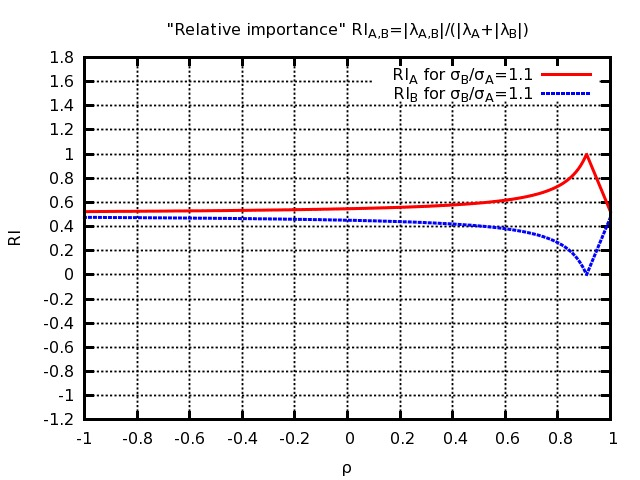 "Relative importance" RI_A,B=|λ_A,B|/(|λ_A+|λ_B|)
RI_A for σ_B/σ_A=1.1
RI_B for σ_B/σ_A=1.1
1.8
1.6
1.4
1.2
1
0.8
0.6
0.4
0.2
0
-0.2
-0.4
-0.6
-0.8
-1
-1.2
RI
-1 -0.8 -0.6 -0.4 -0.2 0 0.2 0.4 0.6 0.8 1
ρ